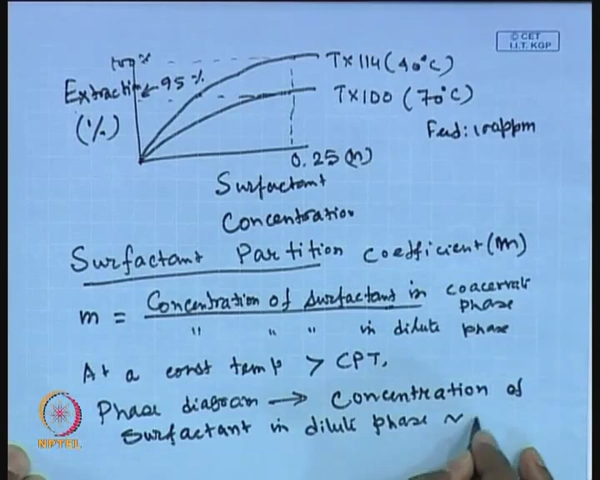 © CET
I.I.T. KGP
100%
TX114 (40°C)
Extraction
95%
(%)
TX100 (70°C)
Feed: 100ppm
0.25 (M)
Surfactant
Concentration
Surfactant Partition coefficient (m)
m = Concentration of surfactant in coacervate phase
" " " in dilute phase
At a const temp > CPT,
Phase diagram → Concentration of
surfactant in dilute phase ~
NPTEL